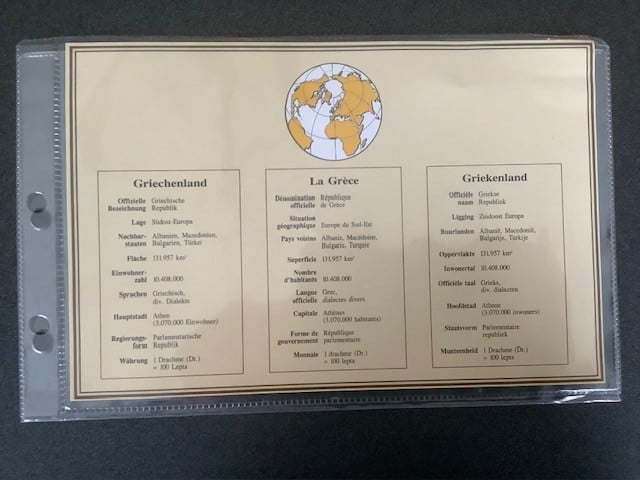 Griechenland
Offizielle Griechische
Bezeichnung Republik
Lage Südost-Europa
Nachbar- Albanien, Macedonien,
staaten Bulgarien, Türkei
Fläche 131.957 km²
Einwohner-
zahl 10.408.000
Sprachen Griechisch,
div. Dialekte
Hauptstadt Athen
(3.070.000 Einwohner)
Regierungs- Parlamentarische
form Republik
Währung 1 Drachme (Dr.)
= 100 Lepta
La Grèce
Dénomination République
officielle de Grèce
Situation
géographique Europe du Sud-Est
Pays voisins Albanie, Macédoine,
Bulgarie, Turquie
Superficie 131.957 km²
Nombre
d'habitants 10.408.000
Langue Grec,
officielle dialectes divers
Capitale Athènes
(3.070.000 habitants)
Forme de République
gouvernement parlementaire
Monnaie 1 drachme (Dr.)
= 100 lepta
Griekenland
Officiële Griekse
naam Republiek
Ligging Zuidoost Europa
Buurlanden Albanië, Macedonië,
Bulgarije, Turkije
Oppervlakte 131.957 km²
Inwonertal 10.408.000
Officiële taal Grieks,
div. dialecten
Hoofdstad Athene
(3.070.000 inwoners)
Staatsvorm Parlementaire
republiek
Munteenheid 1 Drachme (Dr.)
= 100 lepta